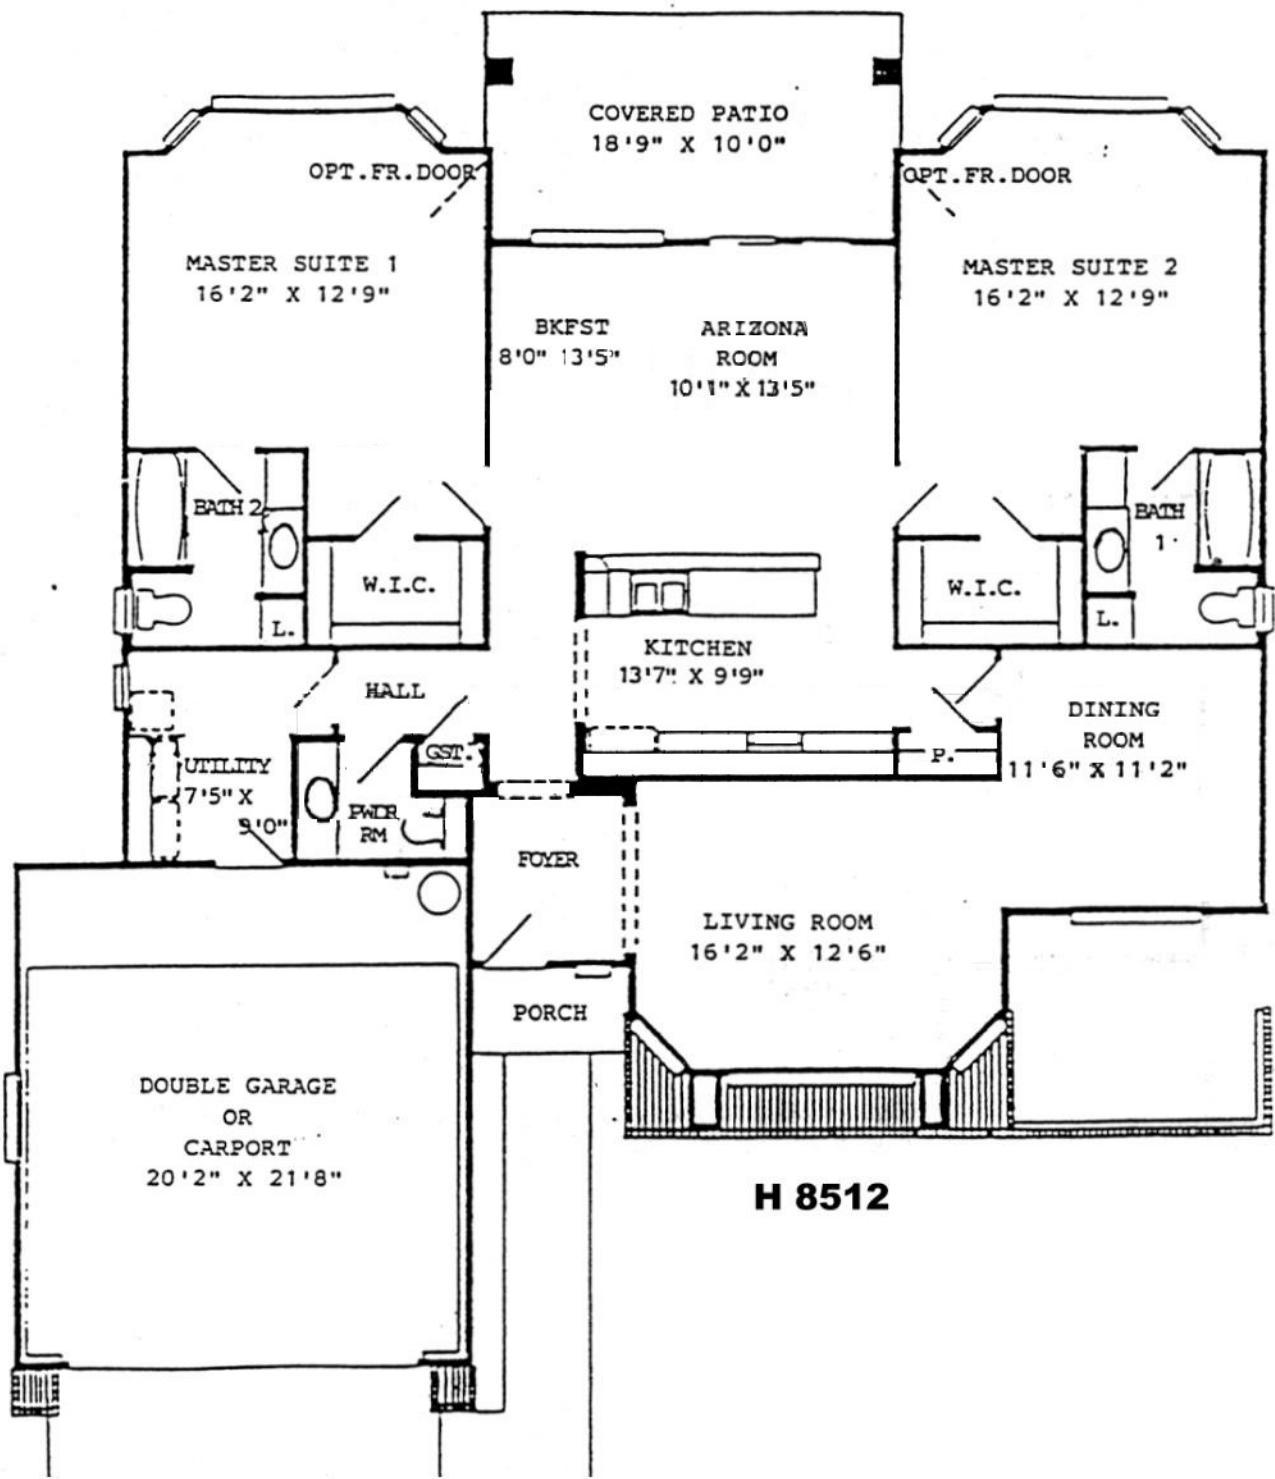 COVERED PATIO
18'9" X 10'0"
OPT.FR.DOOR
OPT.FR.DOOR
MASTER SUITE 1
16'2" X 12'9"
MASTER SUITE 2
16'2" X 12'9"
BKFST
8'0" 13'5"
ARIZONA
ROOM
10'1" X 13'5"
BATH 2
BATH
1
W.I.C.
W.I.C.
L.
L.
KITCHEN
13'7" X 9'9"
HALL
DINING
ROOM
11'6" X 11'2"
GST.
P.
UTILITY
7'5" X
9'0"
PWDR
RM
FOYER
LIVING ROOM
16'2" X 12'6"
PORCH
DOUBLE GARAGE
OR
CARPORT
20'2" X 21'8"
H 8512